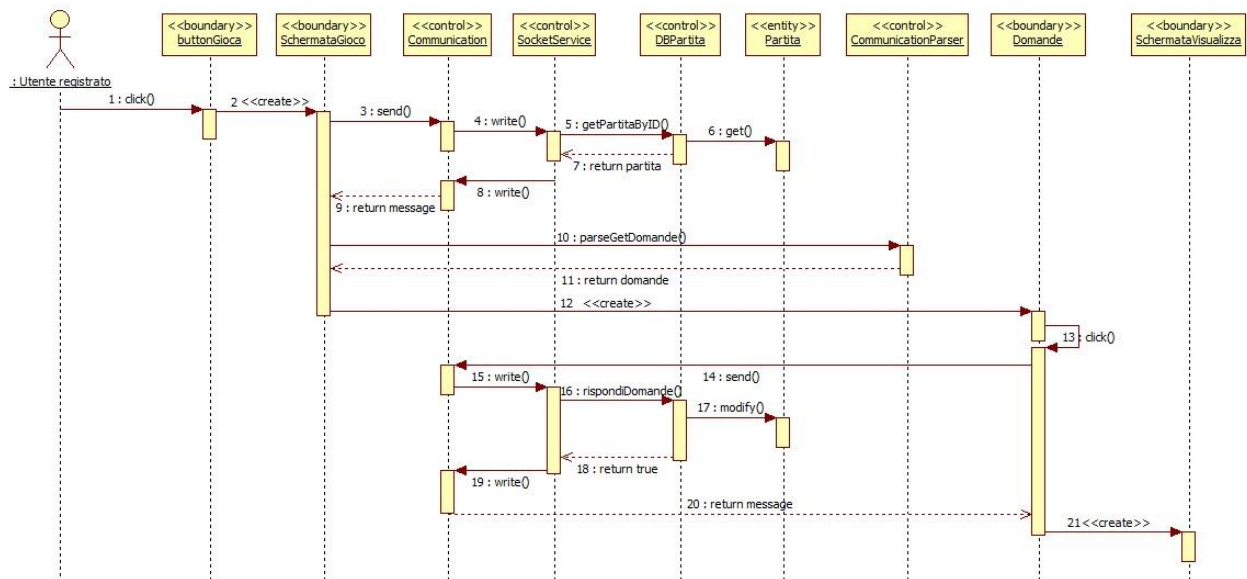 <<boundary>>
buttonGioca
<<boundary>>
SchermataGioco
<<control>>
Communication
<<control>>
SocketService
<<control>>
DBPartita
<<entity>>
Partita
<<control>>
CommunicationParser
<<boundary>>
Domande
<<boundary>>
SchermataVisualizza
: Utente registrato
1 : click()
2 <<create>>
3 : send()
4 : write()
5 : getPartitaByID()
6 : get()
7 : return partita
8 : write()
9 : return message
10 : parseGetDomande()
11 : return domande
12 <<create>>
13 : click()
14 : send()
15 : write()
16 : rispondiDomande()
17 : modify()
18 : return true
19 : write()
20 : return message
21 <<create>>